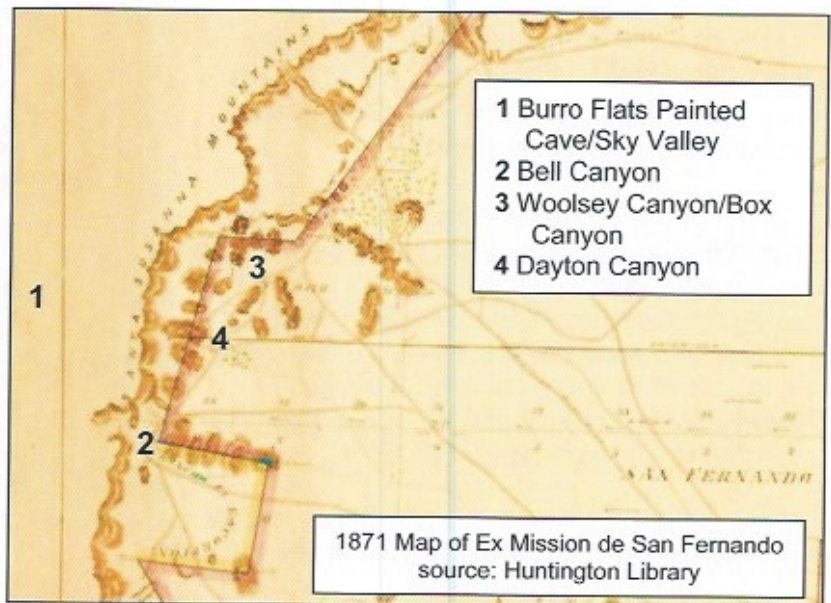 SANTA SUSANNA MOUNTAINS
1 Burro Flats Painted
Cave/Sky Valley
2 Bell Canyon
3 Woolsey Canyon/Box
Canyon
4 Dayton Canyon
1
3
4
2
SAN FERNANDO
1871 Map of Ex Mission de San Fernando
source: Huntington Library